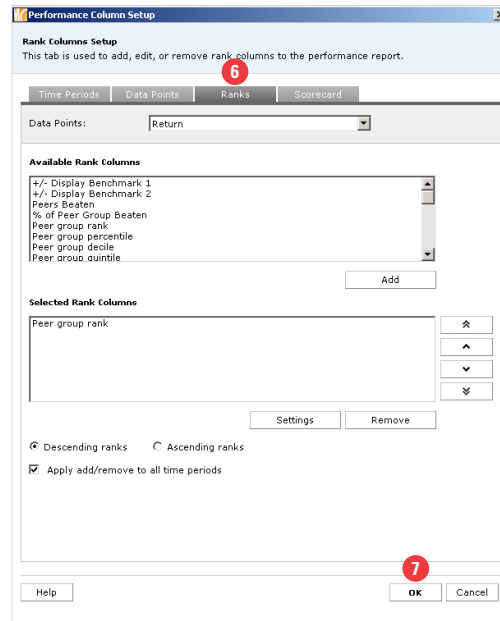 Performance Column Setup
Rank Columns Setup
This tab is used to add, edit, or remove rank columns to the performance report.
6
Time Periods Data Points Ranks Scorecard
Data Points: Return
Available Rank Columns
+/- Display Benchmark 1
+/- Display Benchmark 2
Peers Beaten
% of Peer Group Beaten
Peer group rank
Peer group percentile
Peer group decile
Peer group quintile
Add
Selected Rank Columns
Peer group rank
Settings Remove
Descending ranks Ascending ranks
Apply add/remove to all time periods
7
Help OK Cancel